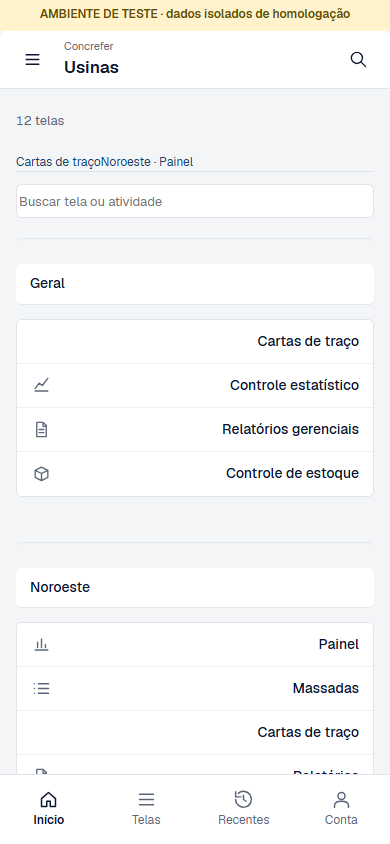 AMBIENTE DE TESTE · dados isolados de homologação
Concrefer
Usinas
12 telas
Cartas de traçoNoroeste · Painel
Buscar tela ou atividade
Geral
Cartas de traço
Controle estatístico
Relatórios gerenciais
Controle de estoque
Noroeste
Painel
Massadas
Cartas de traço
Relatórios
Início
Telas
Recentes
Conta